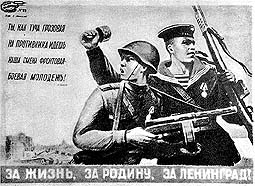 ТЫ, КАК ТУЧА ГРОЗОВАЯ
НА ПРОТИВНИКА ИДЕШЬ
НАША СМЕНА ФРОНТОВАЯ
БОЕВАЯ МОЛОДЕЖЬ!
ЗА ЖИЗНЬ, ЗА РОДИНУ, ЗА ЛЕНИНГРАД!